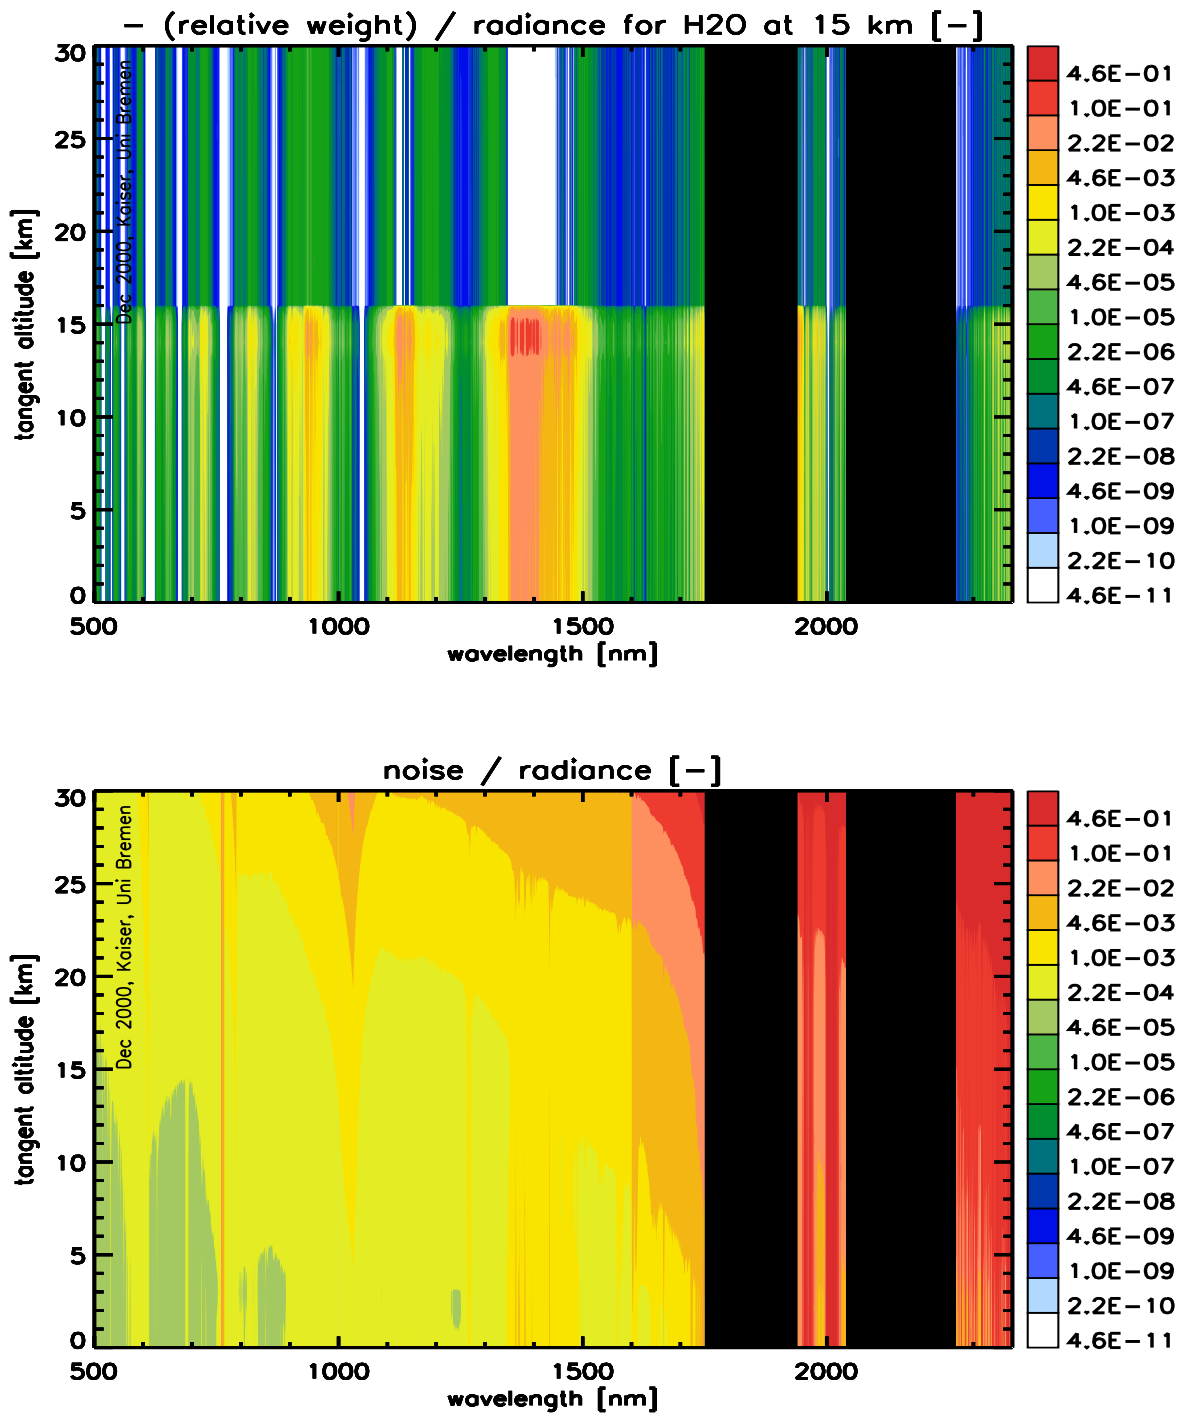 - (relative weight) / radiance for H2O at 15 km [-]
30
25
20
15
10
5
0
tangent altitude [km]
Dec 2000, Kaiser, Uni Bremen
500 1000 1500 2000
wavelength [nm]
4.6E-01
1.0E-01
2.2E-02
4.6E-03
1.0E-03
2.2E-04
4.6E-05
1.0E-05
2.2E-06
4.6E-07
1.0E-07
2.2E-08
4.6E-09
1.0E-09
2.2E-10
4.6E-11
noise / radiance [-]
30
25
20
15
10
5
0
tangent altitude [km]
Dec 2000, Kaiser, Uni Bremen
500 1000 1500 2000
wavelength [nm]
4.6E-01
1.0E-01
2.2E-02
4.6E-03
1.0E-03
2.2E-04
4.6E-05
1.0E-05
2.2E-06
4.6E-07
1.0E-07
2.2E-08
4.6E-09
1.0E-09
2.2E-10
4.6E-11